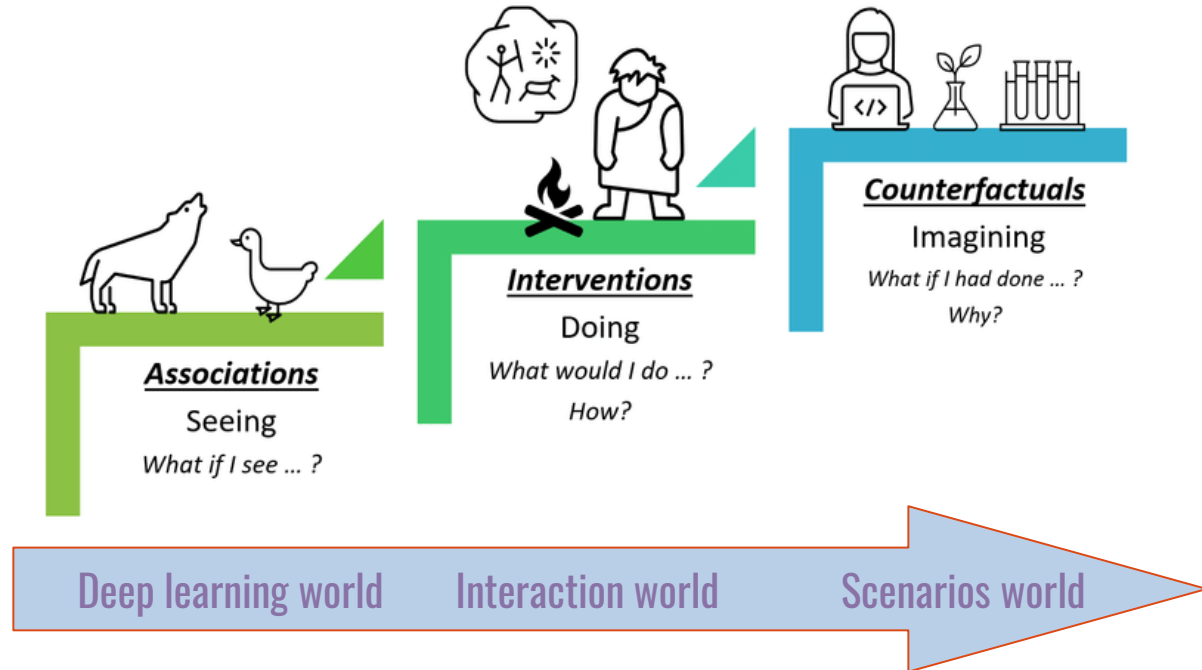 </>
Associations
Seeing
What if I see ... ?
Interventions
Doing
What would I do ... ?
How?
Counterfactuals
Imagining
What if I had done ... ?
Why?
Deep learning world
Interaction world
Scenarios world